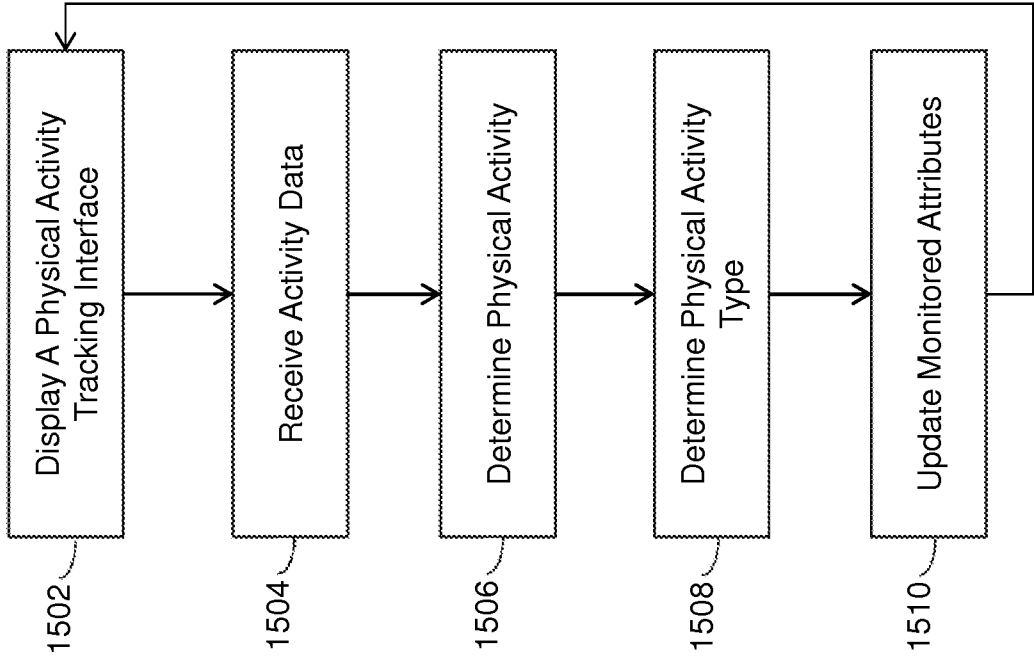 1502
Display A Physical Activity
Tracking Interface
1504
Receive Activity Data
1506
Determine Physical Activity
1508
Determine Physical Activity
Type
1510
Update Monitored Attributes